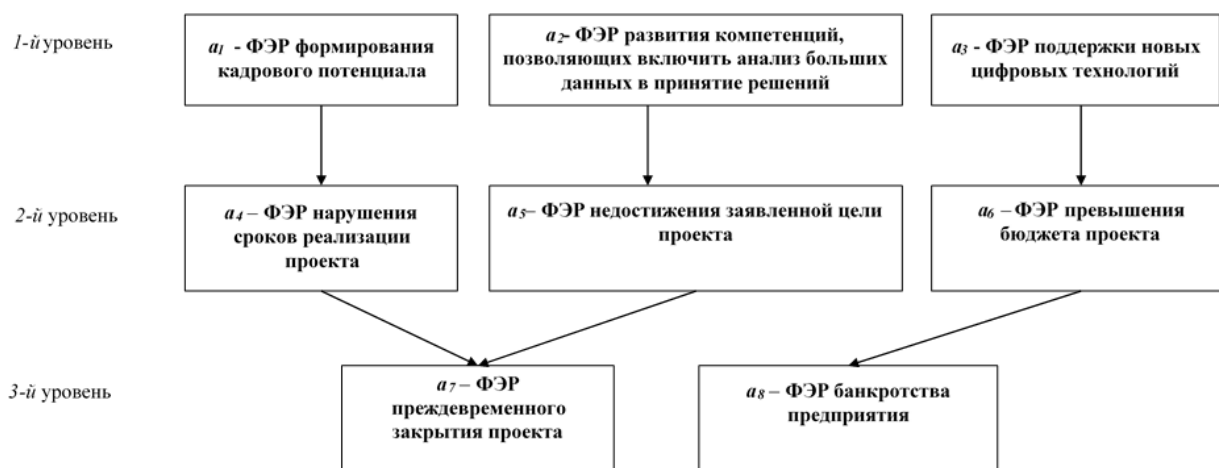 1-й уровень
a1 - ФЭР формирования
кадрового потенциала
a2- ФЭР развития компетенций,
позволяющих включить анализ больших
данных в принятие решений
a3 - ФЭР поддержки новых
цифровых технологий
2-й уровень
a4 – ФЭР нарушения
сроков реализации
проекта
a5– ФЭР недостижения заявленной цели
проекта
a6 – ФЭР превышения
бюджета проекта
3-й уровень
a7 – ФЭР
преждевременного
закрытия проекта
a8 – ФЭР банкротства
предприятия